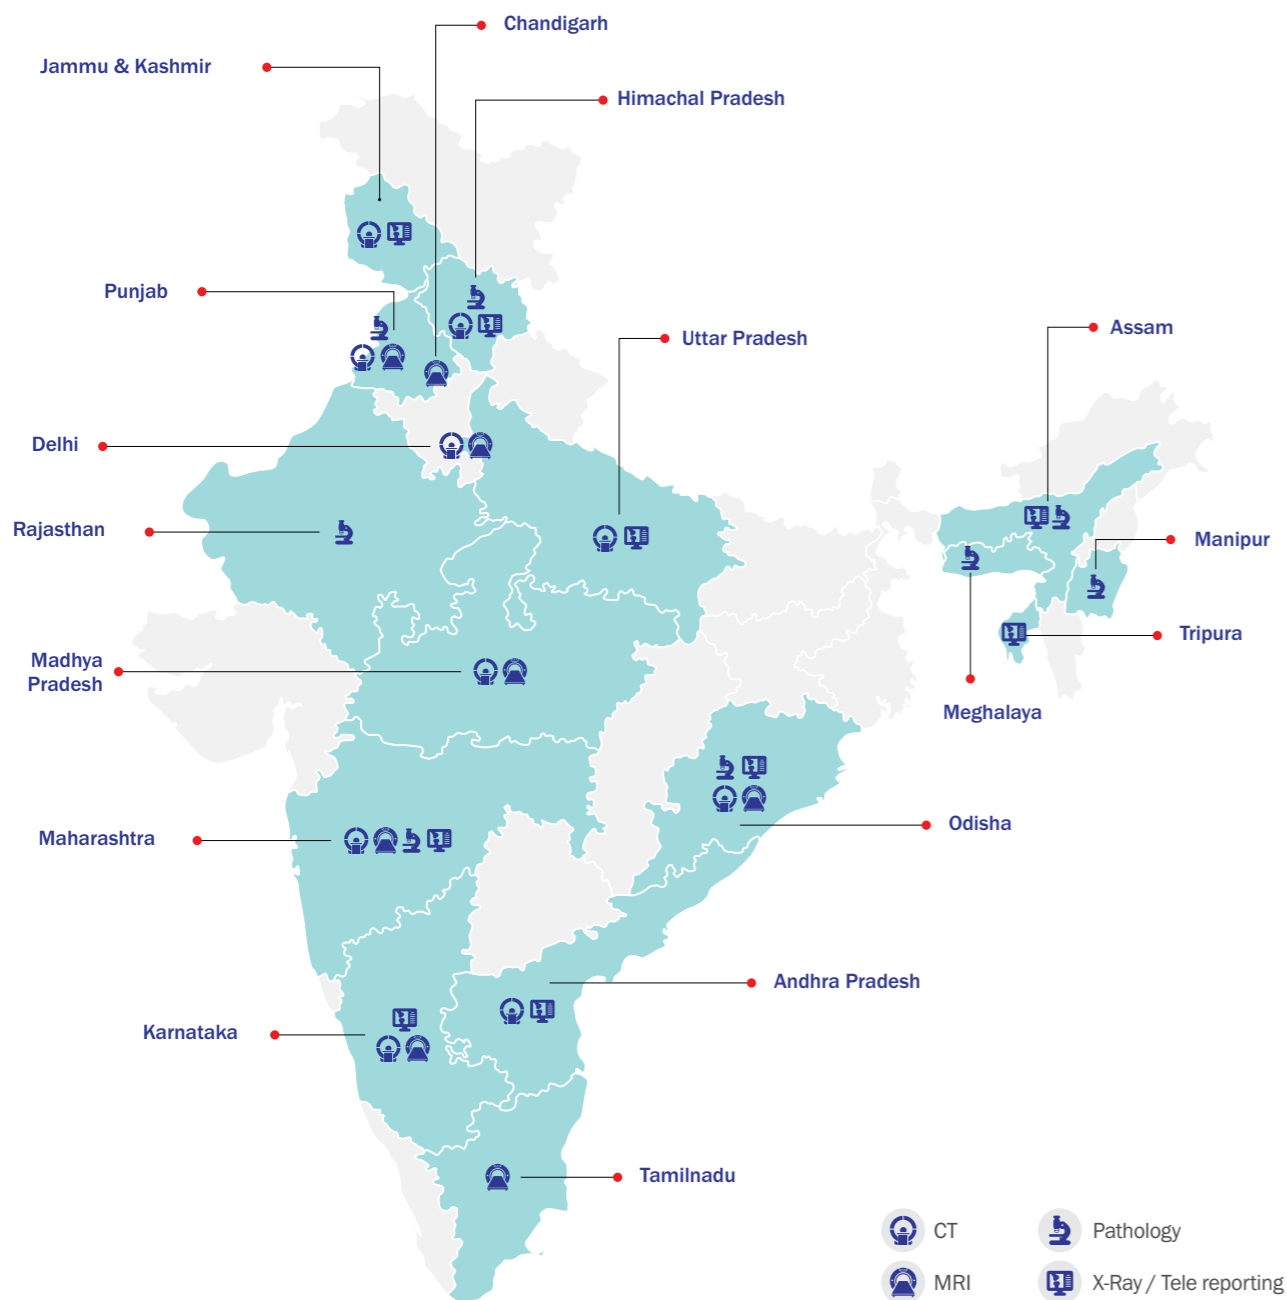 Chandigarh
Jammu & Kashmir
Himachal Pradesh
Punjab
Uttar Pradesh
Assam
Delhi
Rajasthan
Manipur
Tripura
Madhya
Pradesh
Meghalaya
Odisha
Maharashtra
Andhra Pradesh
Karnataka
Tamilnadu
CT
Pathology
MRI
X-Ray / Tele reporting